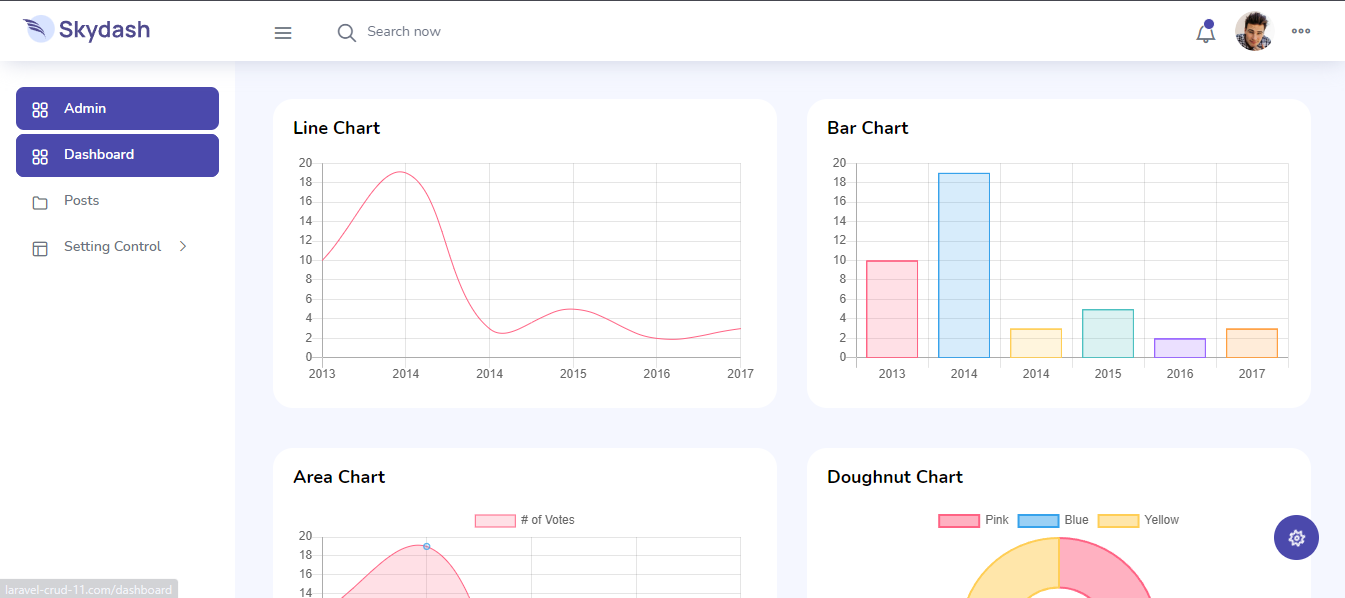 Skydash
Search now
Admin
Dashboard
Posts
Setting Control
Line Chart
20
18
16
14
12
10
8
6
4
2
0
2013 2014 2014 2015 2016 2017
Bar Chart
20
18
16
14
12
10
8
6
4
2
0
2013 2014 2014 2015 2016 2017
Area Chart
# of Votes
20
18
16
14
Doughnut Chart
Pink Blue Yellow
laravel-crud-11.com/dashboard